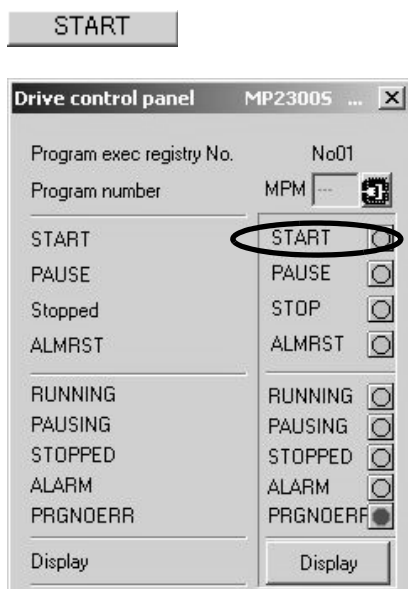 START
Drive control panel MP2300S ...
Program exec registry No. No01
Program number MPM ---
START START
PAUSE PAUSE
Stopped STOP
ALMRST ALMRST
RUNNING RUNNING
PAUSING PAUSING
STOPPED STOPPED
ALARM ALARM
PRGNOERR PRGNOERR
Display Display